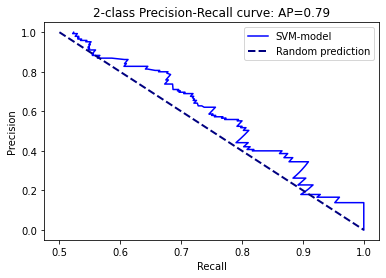 2-class Precision-Recall curve: AP=0.79
SVM-model
Random prediction
Precision
1.0
0.8
0.6
0.4
0.2
0.0
0.5 0.6 0.7 0.8 0.9 1.0
Recall